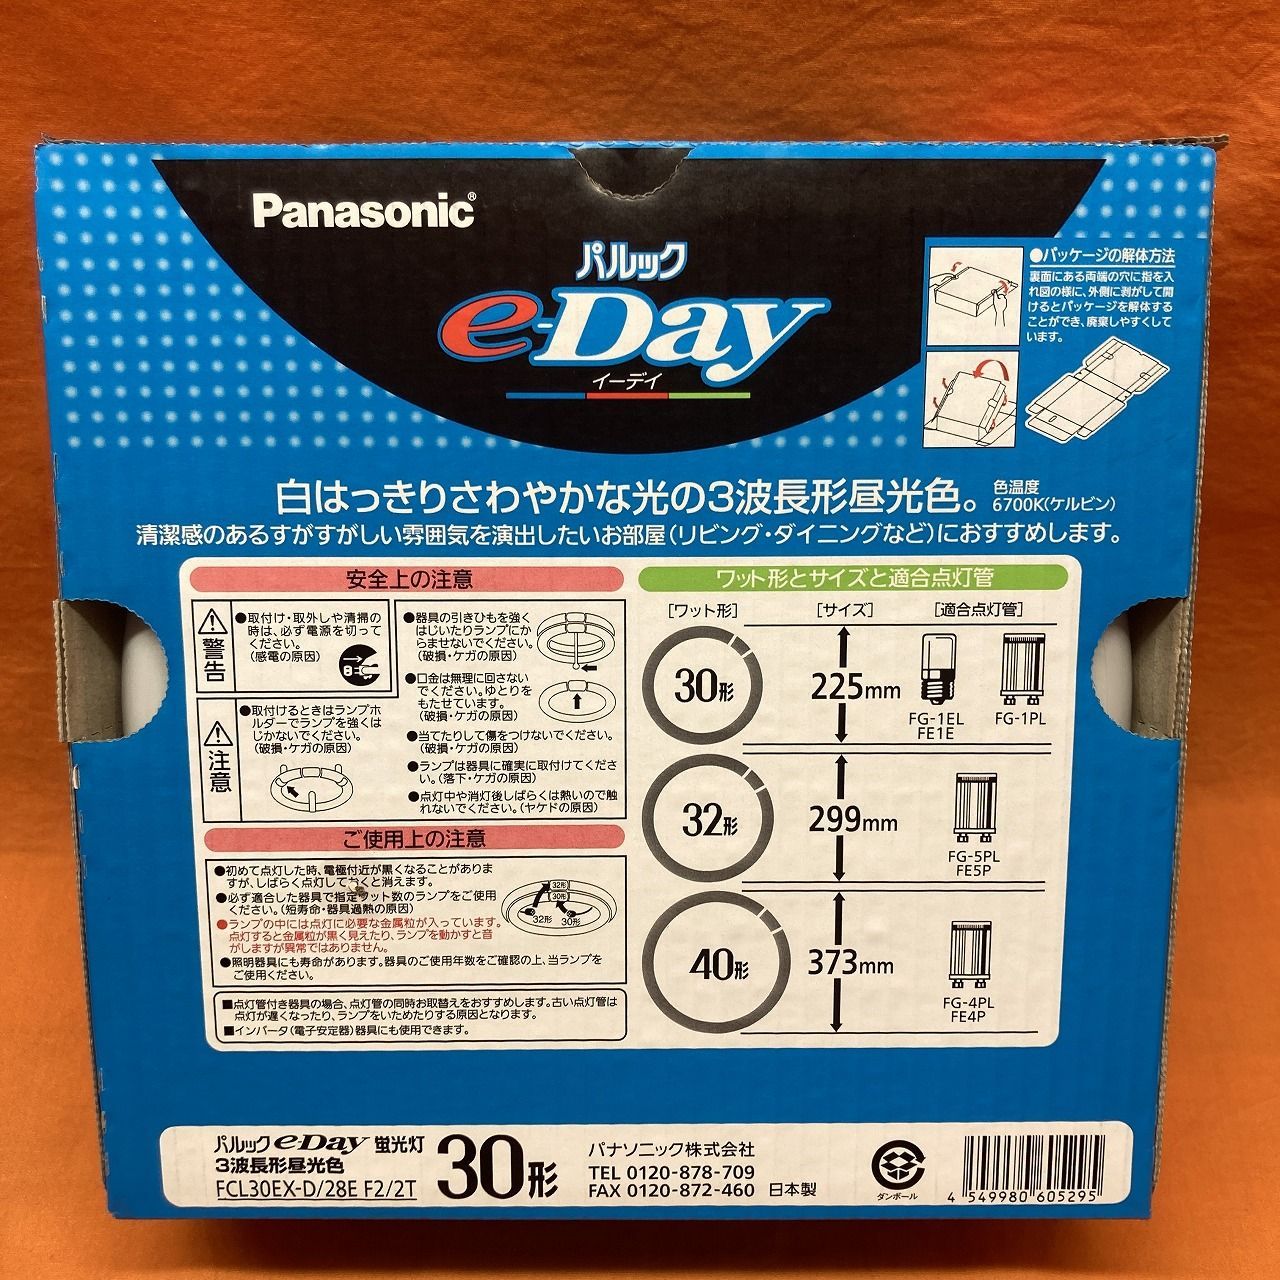 Panasonic®
パルック
e-Day
イーデイ
●パッケージの解体方法
裏面にある両端の穴に指を入
れ図の様に、外側に剥がして開
けるとパッケージを解体する
ことができ、廃棄しやすくして
います。
白はっきりさわやかな光の3波長形昼光色。
色温度
6700K(ケルビン)
清潔感のあるすがすがしい雰囲気を演出したいお部屋(リビング・ダイニングなど)におすすめします。
安全上の注意
警告
●取付け・取外しや清掃の
時は、必ず電源を切って
ください。
(感電の原因)
注意
●取付けるときはランプホ
ルダーでランプを強くは
じかないでください。
(破損・ケガの原因)
●器具の引きひもを強く
はじいたりランプにか
らませないでください。
(破損・ケガの原因)
●口金は無理に回さない
でください。ゆとりを
もたせています。
(破損・ケガの原因)
●当てたりして傷をつけないでください。
(破損・ケガの原因)
●ランプは器具に確実に取付けてくださ
い。(落下・ケガの原因)
●点灯中や消灯後しばらくは熱いので触
れないでください。(ヤケドの原因)
ご使用上の注意
●初めて点灯した時、電極付近が黒くなることがありま
すが、しばらく点灯しておくと消えます。
●必ず適合した器具で指定ワット数のランプをご使用
ください。(短寿命・器具過熱の原因)
●ランプの中には点灯に必要な金属粒が入っています。
点灯すると金属粒が黒く見えたり、ランプを動かすと音
がしますが異常ではありません。
●照明器具にも寿命があります。器具のご使用年数をご確認の上、当ランプを
ご使用ください。
32形
30形
32形
30形
■点灯管付き器具の場合、点灯管の同時お取替えをおすすめします。古い点灯管は
点灯が遅くなったり、ランプをいためたりする原因となります。
■インバータ(電子安定器)器具にも使用できます。
ワット形とサイズと適合点灯管
[ワット形] [サイズ] [適合点灯管]
30形
225mm
FG-1EL
FE1E
FG-1PL
32形
299mm
FG-5PL
FE5P
40形
373mm
FG-4PL
FE4P
パルックe-Day 蛍光灯
3波長形昼光色
FCL30EX-D/28E F2/2T
30形
パナソニック株式会社
TEL 0120-878-709
FAX 0120-872-460 日本製
ダンボール
4 549980 605295